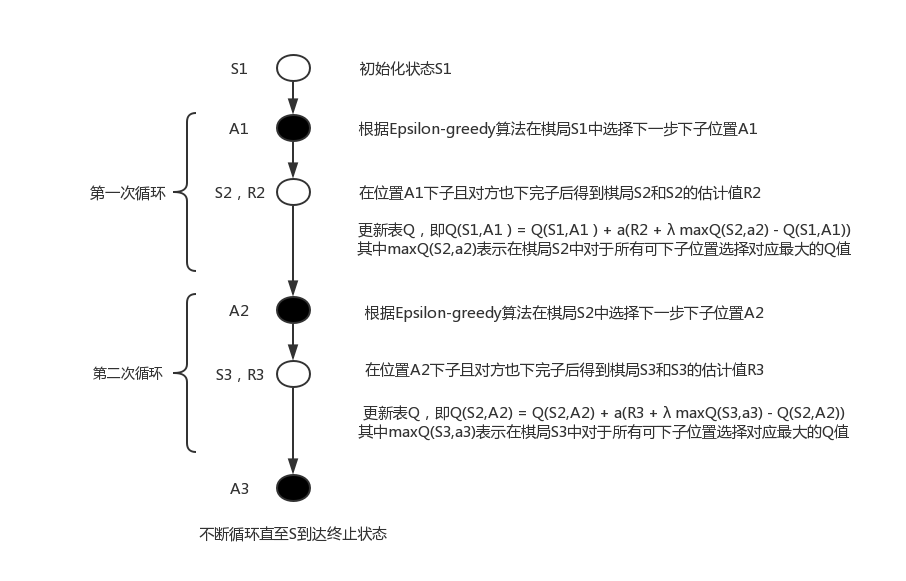 S1
初始化状态S1
A1
根据Epsilon-greedy算法在棋局S1中选择下一步下子位置A1
第一次循环
S2，R2
在位置A1下子且对方也下完子后得到棋局S2和S2的估计值R2
更新表Q，即Q(S1,A1 ) = Q(S1,A1 ) + a(R2 + λ maxQ(S2,a2) - Q(S1,A1))
其中maxQ(S2,a2)表示在棋局S2中对于所有可下子位置选择对应最大的Q值
A2
根据Epsilon-greedy算法在棋局S2中选择下一步下子位置A2
第二次循环
S3，R3
在位置A2下子且对方也下完子后得到棋局S3和S3的估计值R3
更新表Q，即Q(S2,A2) = Q(S2,A2) + a(R3 + λ maxQ(S3,a3) - Q(S2,A2))
其中maxQ(S3,a3)表示在棋局S3中对于所有可下子位置选择对应最大的Q值
A3
不断循环直至S到达终止状态